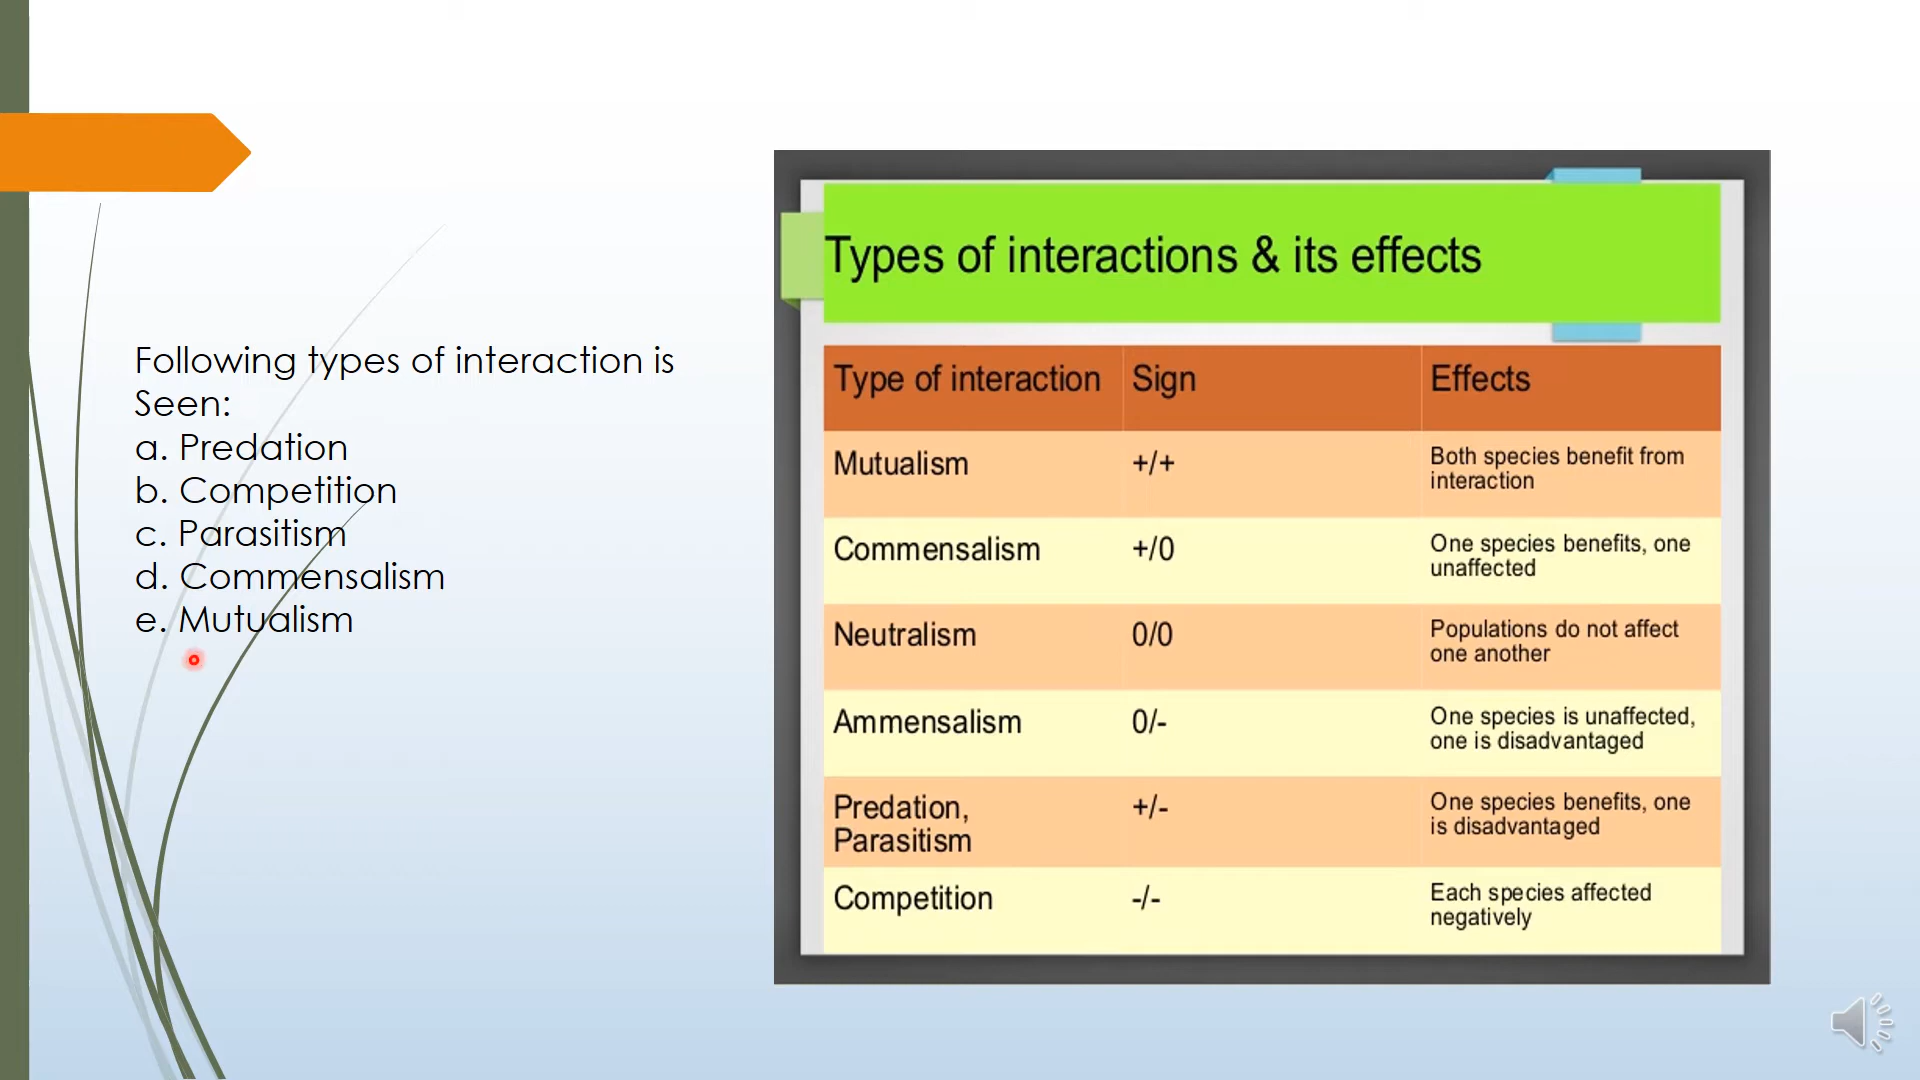 Following types of interaction is
Seen:
a. Predation
b. Competition
c. Parasitism
d. Commensalism
e. Mutualism
Types of interactions & its effects
Type of interaction Sign Effects
Mutualism +/+ Both species benefit from
interaction
Commensalism +/0 One species benefits, one
unaffected
Neutralism 0/0 Populations do not affect
one another
Ammensalism 0/- One species is unaffected,
one is disadvantaged
Predation, +/- One species benefits, one
Parasitism is disadvantaged
Competition -/- Each species affected
negatively